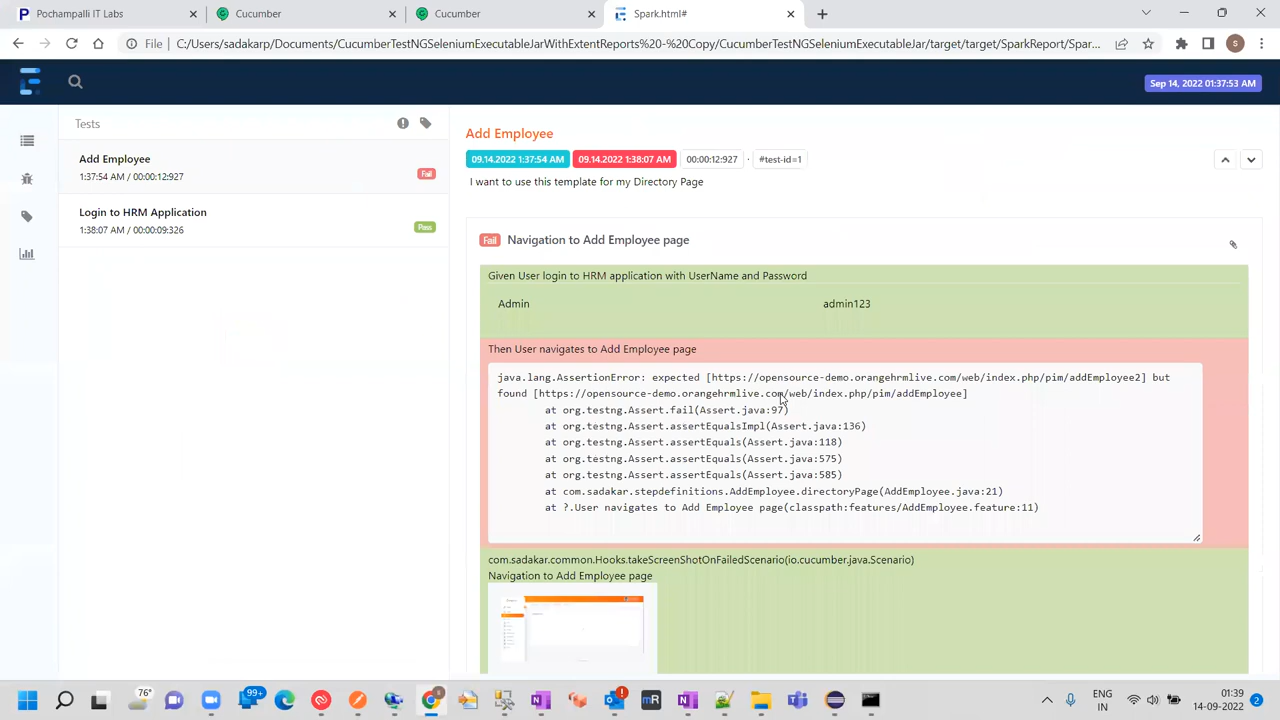 Pochampalli IT Labs
Cucumber
Cucumber
Spark.html#
File
C:/Users/sadakarp/Documents/CucumberTestNGSeleniumExecutableJarWithExtentReports%20-%20Copy/CucumberTestNGSeleniumExecutableJar/target/target/SparkReport/Spar...
S
Sep 14, 2022 01:37:53 AM
Tests
Add Employee
1:37:54 AM / 00:00:12:927
Fail
Login to HRM Application
1:38:07 AM / 00:00:09:326
Pass
Add Employee
09.14.2022 1:37:54 AM 09.14.2022 1:38:07 AM 00:00:12:927 · #test-id=1
I want to use this template for my Directory Page
Fail Navigation to Add Employee page
Given User login to HRM application with UserName and Password
Admin admin123
Then User navigates to Add Employee page
java.lang.AssertionError: expected [https://opensource-demo.orangehrmlive.com/web/index.php/pim/addEmployee2] but
found [https://opensource-demo.orangehrmlive.com/web/index.php/pim/addEmployee]
at org.testng.Assert.fail(Assert.java:97)
at org.testng.Assert.assertEqualsImpl(Assert.java:136)
at org.testng.Assert.assertEquals(Assert.java:118)
at org.testng.Assert.assertEquals(Assert.java:575)
at org.testng.Assert.assertEquals(Assert.java:585)
at com.sadakar.stepdefinitions.AddEmployee.directoryPage(AddEmployee.java:21)
at ?.User navigates to Add Employee page(classpath:features/AddEmployee.feature:11)
com.sadakar.common.Hooks.takeScreenShotOnFailedScenario(io.cucumber.java.Scenario)
Navigation to Add Employee page
76°
99+
mR
ENG
IN
01:39
14-09-2022
2